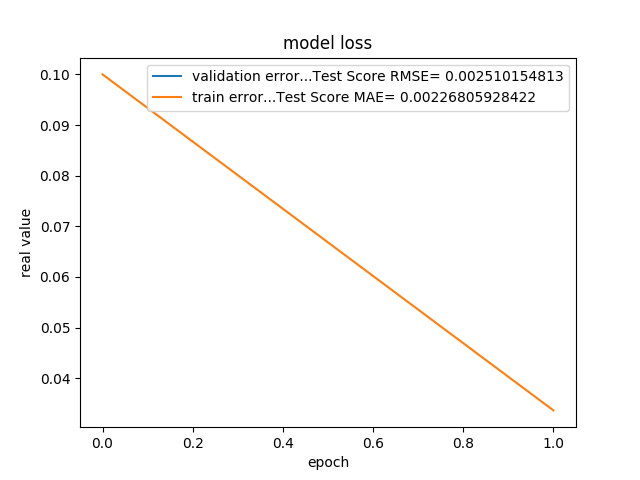 model loss
validation error...Test Score RMSE= 0.002510154813
train error...Test Score MAE= 0.00226805928422
real value
0.10
0.09
0.08
0.07
0.06
0.05
0.04
0.0 0.2 0.4 0.6 0.8 1.0
epoch